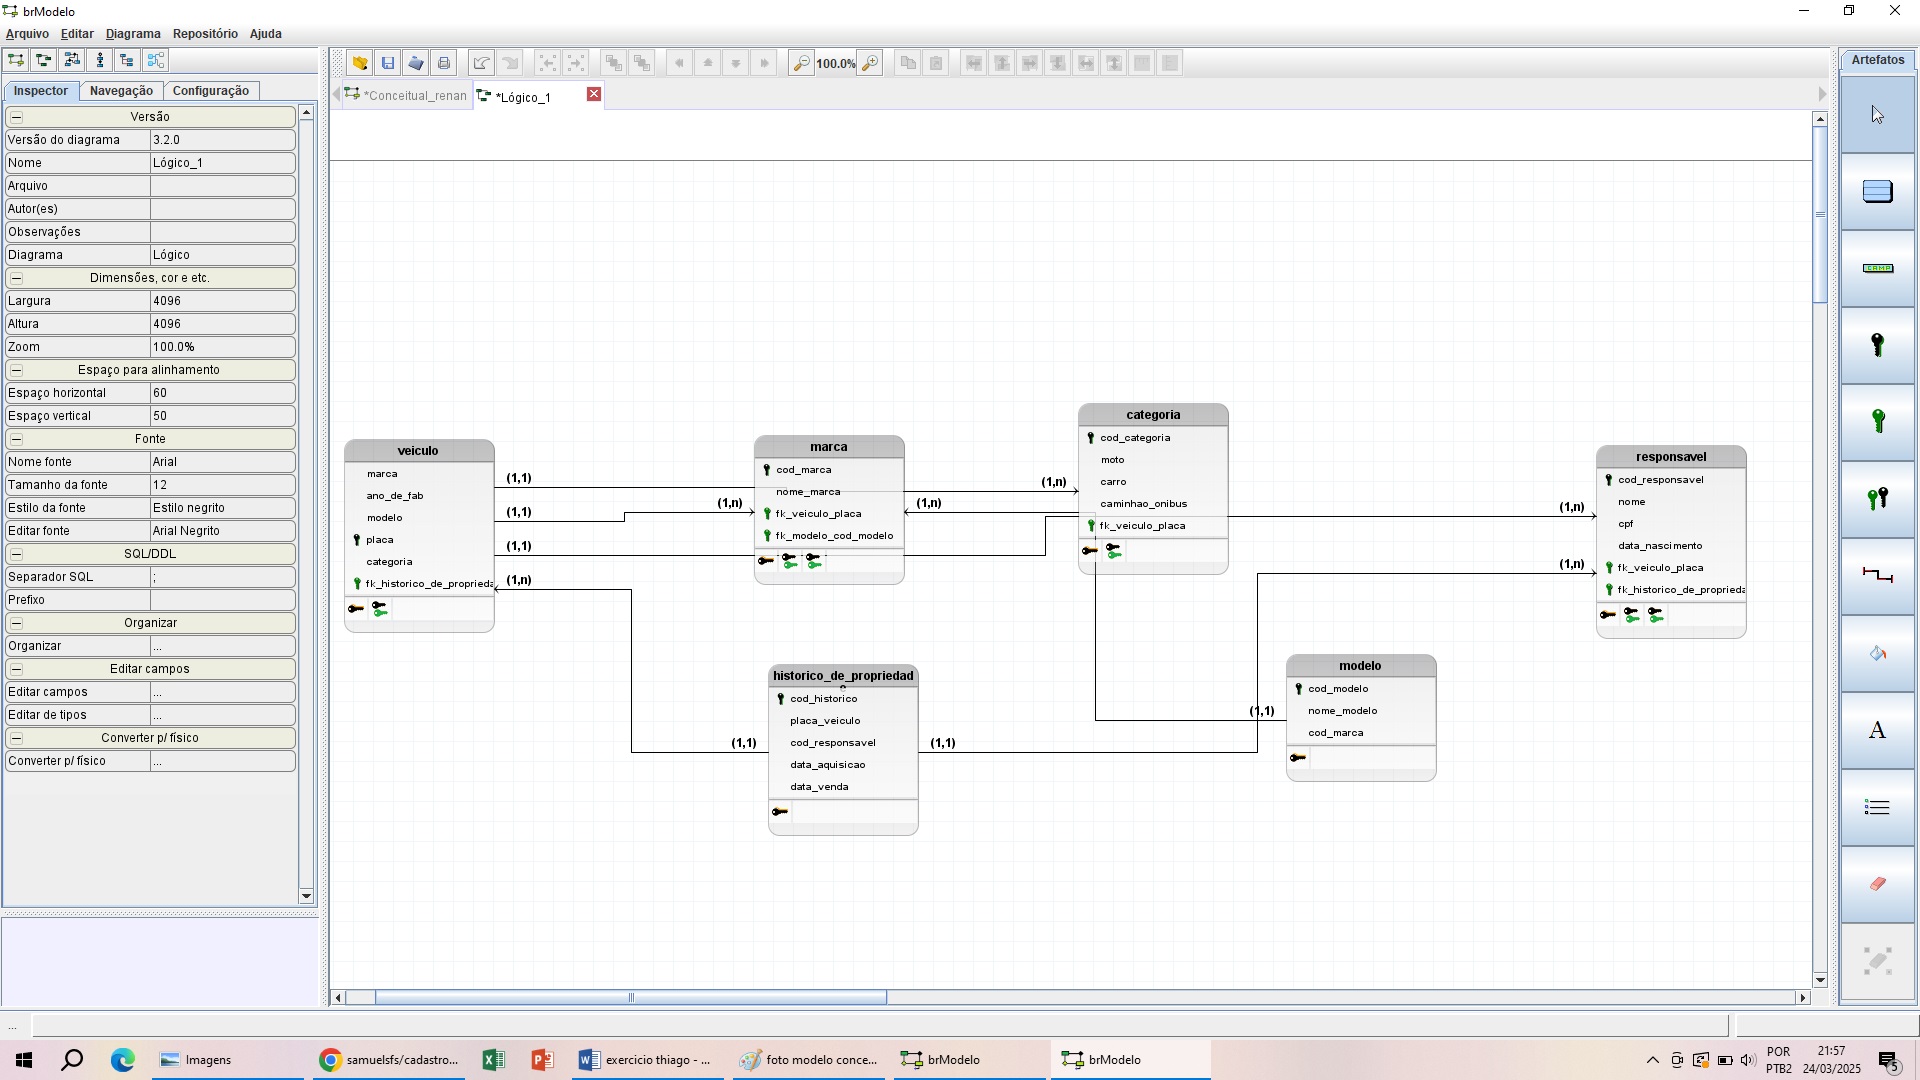 brModelo
Arquivo Editar Diagrama Repositório Ajuda
100.0%
Artefatos
Inspector Navegação Configuração
*Conceitual_renan *Lógico_1
Versão
Versão do diagrama 3.2.0
Nome Lógico_1
Arquivo
Autor(es)
Observações
Diagrama Lógico
Dimensões, cor e etc.
Largura 4096
Altura 4096
Zoom 100.0%
Espaço para alinhamento
Espaço horizontal 60
Espaço vertical 50
Fonte
Nome fonte Arial
Tamanho da fonte 12
Estilo da fonte Estilo negrito
Editar fonte Arial Negrito
SQL/DDL
Separador SQL ;
Prefixo
Organizar
Organizar ...
Editar campos
Editar campos ...
Editar de tipos ...
Converter p/ físico
Converter p/ físico ...
veiculo
marca
ano_de_fab
modelo
placa
categoria
fk_historico_de_proprieda
(1,1)
(1,1)
(1,1)
(1,n)
marca
cod_marca
nome_marca
fk_veiculo_placa
fk_modelo_cod_modelo
(1,n)
(1,n)
categoria
cod_categoria
moto
carro
caminhao_onibus
fk_veiculo_placa
(1,n)
responsavel
cod_responsavel
nome
cpf
data_nascimento
fk_veiculo_placa
fk_historico_de_proprieda
(1,n)
(1,n)
historico_de_propriedad
cod_historico
placa_veiculo
cod_responsavel
data_aquisicao
data_venda
(1,1)
(1,1)
modelo
cod_modelo
nome_modelo
cod_marca
(1,1)
CAMP
A
...
Imagens
samuelsfs/cadastro...
exercicio thiago - ...
foto modelo conce...
brModelo
brModelo
POR
PTB2
21:57
24/03/2025
5